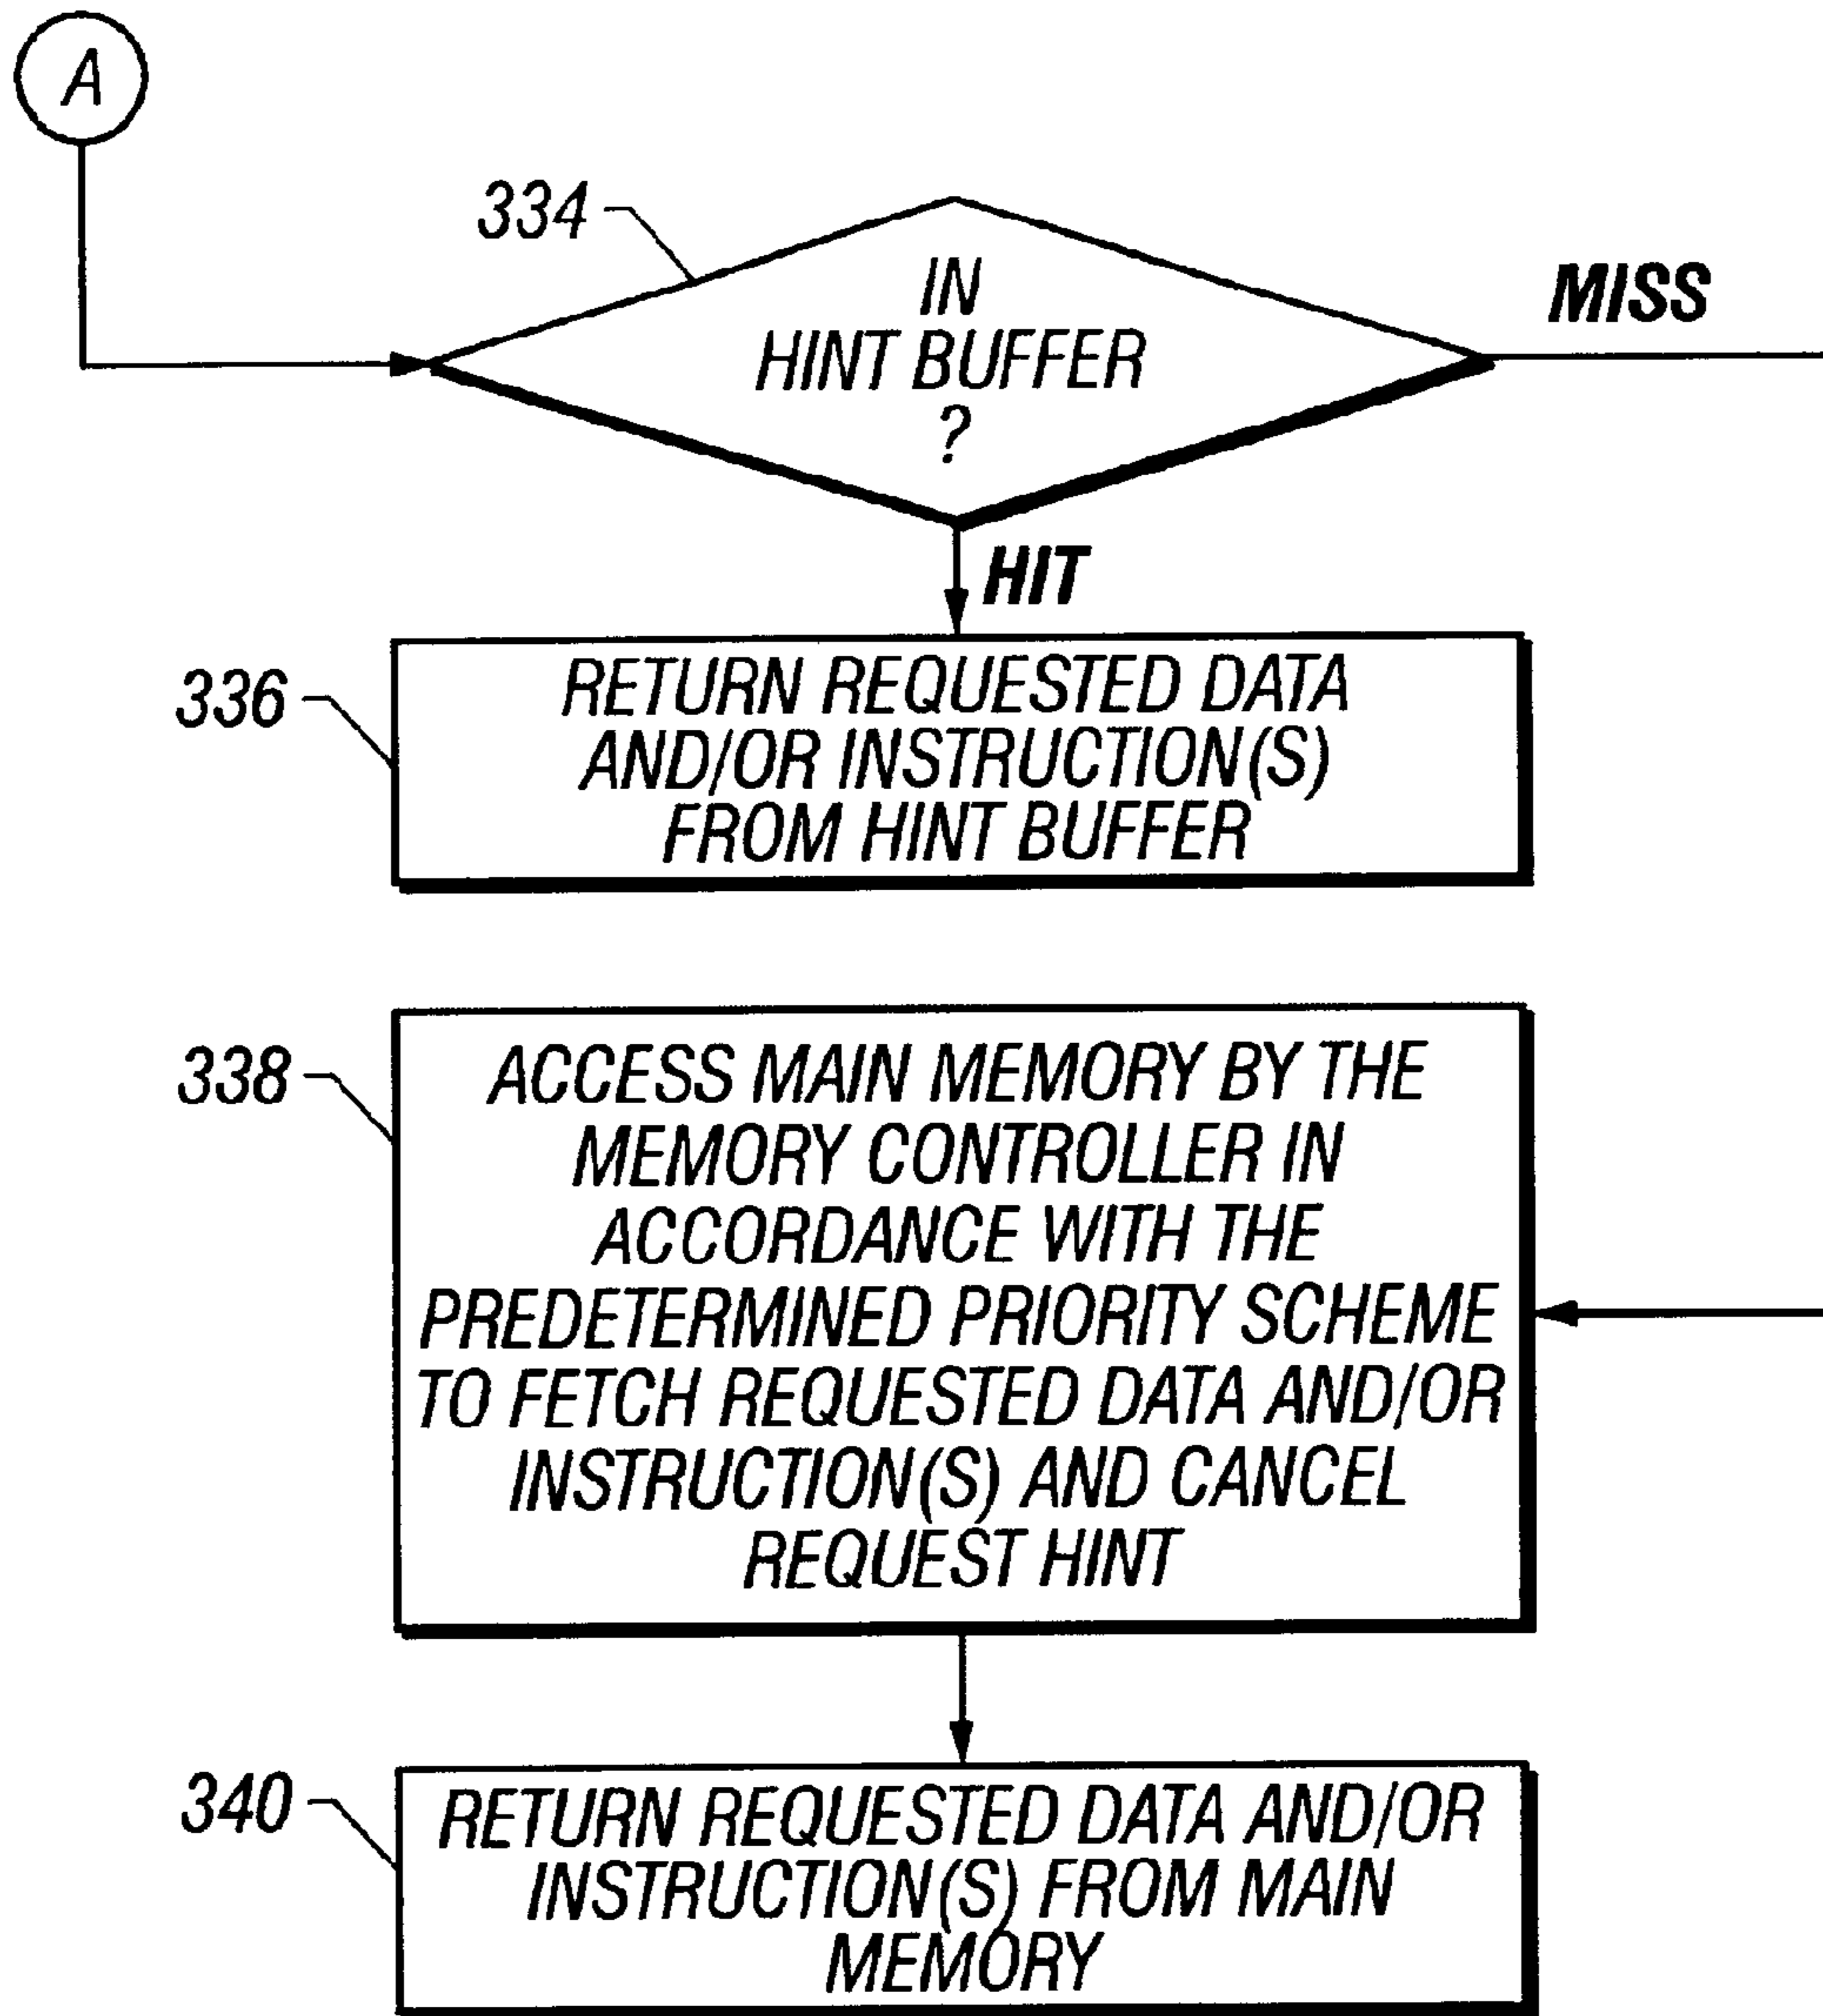 A
334
IN
HINT BUFFER
?
MISS
HIT
336
RETURN REQUESTED DATA
AND/OR INSTRUCTION(S)
FROM HINT BUFFER
338
ACCESS MAIN MEMORY BY THE
MEMORY CONTROLLER IN
ACCORDANCE WITH THE
PREDETERMINED PRIORITY SCHEME
TO FETCH REQUESTED DATA AND/OR
INSTRUCTION(S) AND CANCEL
REQUEST HINT
340
RETURN REQUESTED DATA AND/OR
INSTRUCTION(S) FROM MAIN
MEMORY